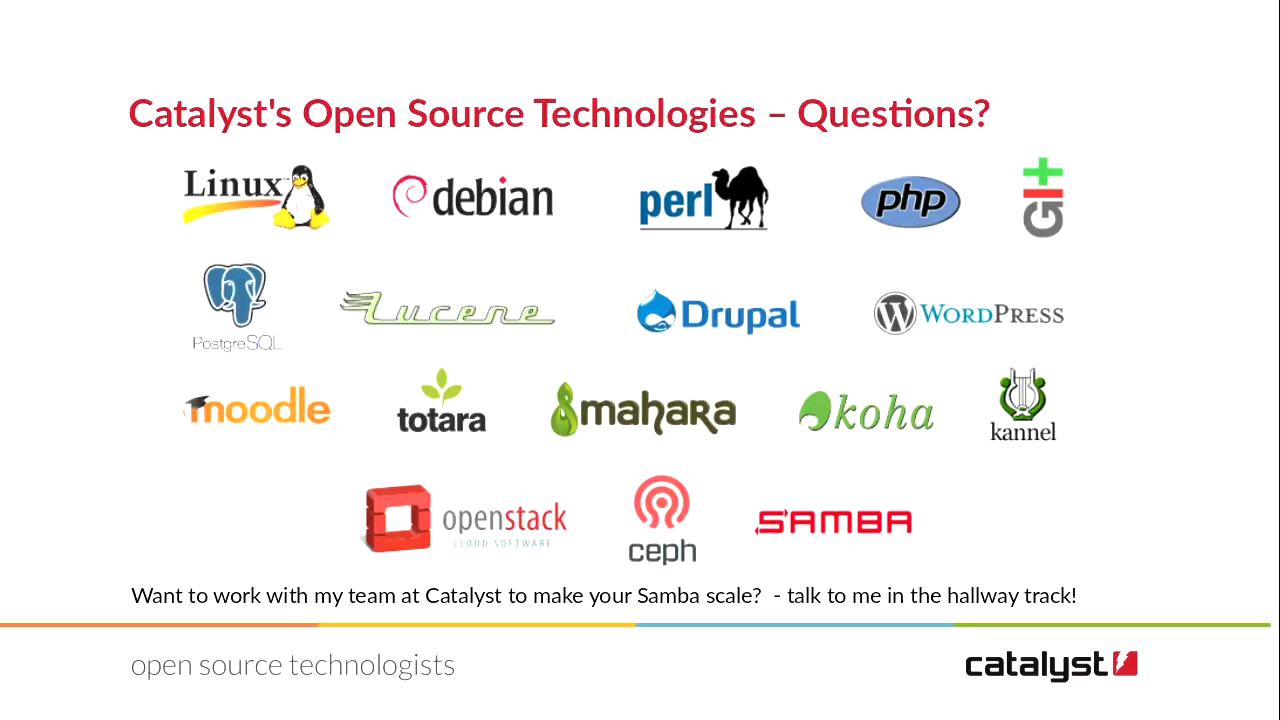 Catalyst's Open Source Technologies – Questions?
Linux
debian
perl
php
GIt
PostgreSQL
Lucene
Drupal
WORDPRESS
moodle
totara
mahara
koha
kannel
openstack
CLOUD SOFTWARE
ceph
SAMBA
Want to work with my team at Catalyst to make your Samba scale? - talk to me in the hallway track!
open source technologists
catalyst